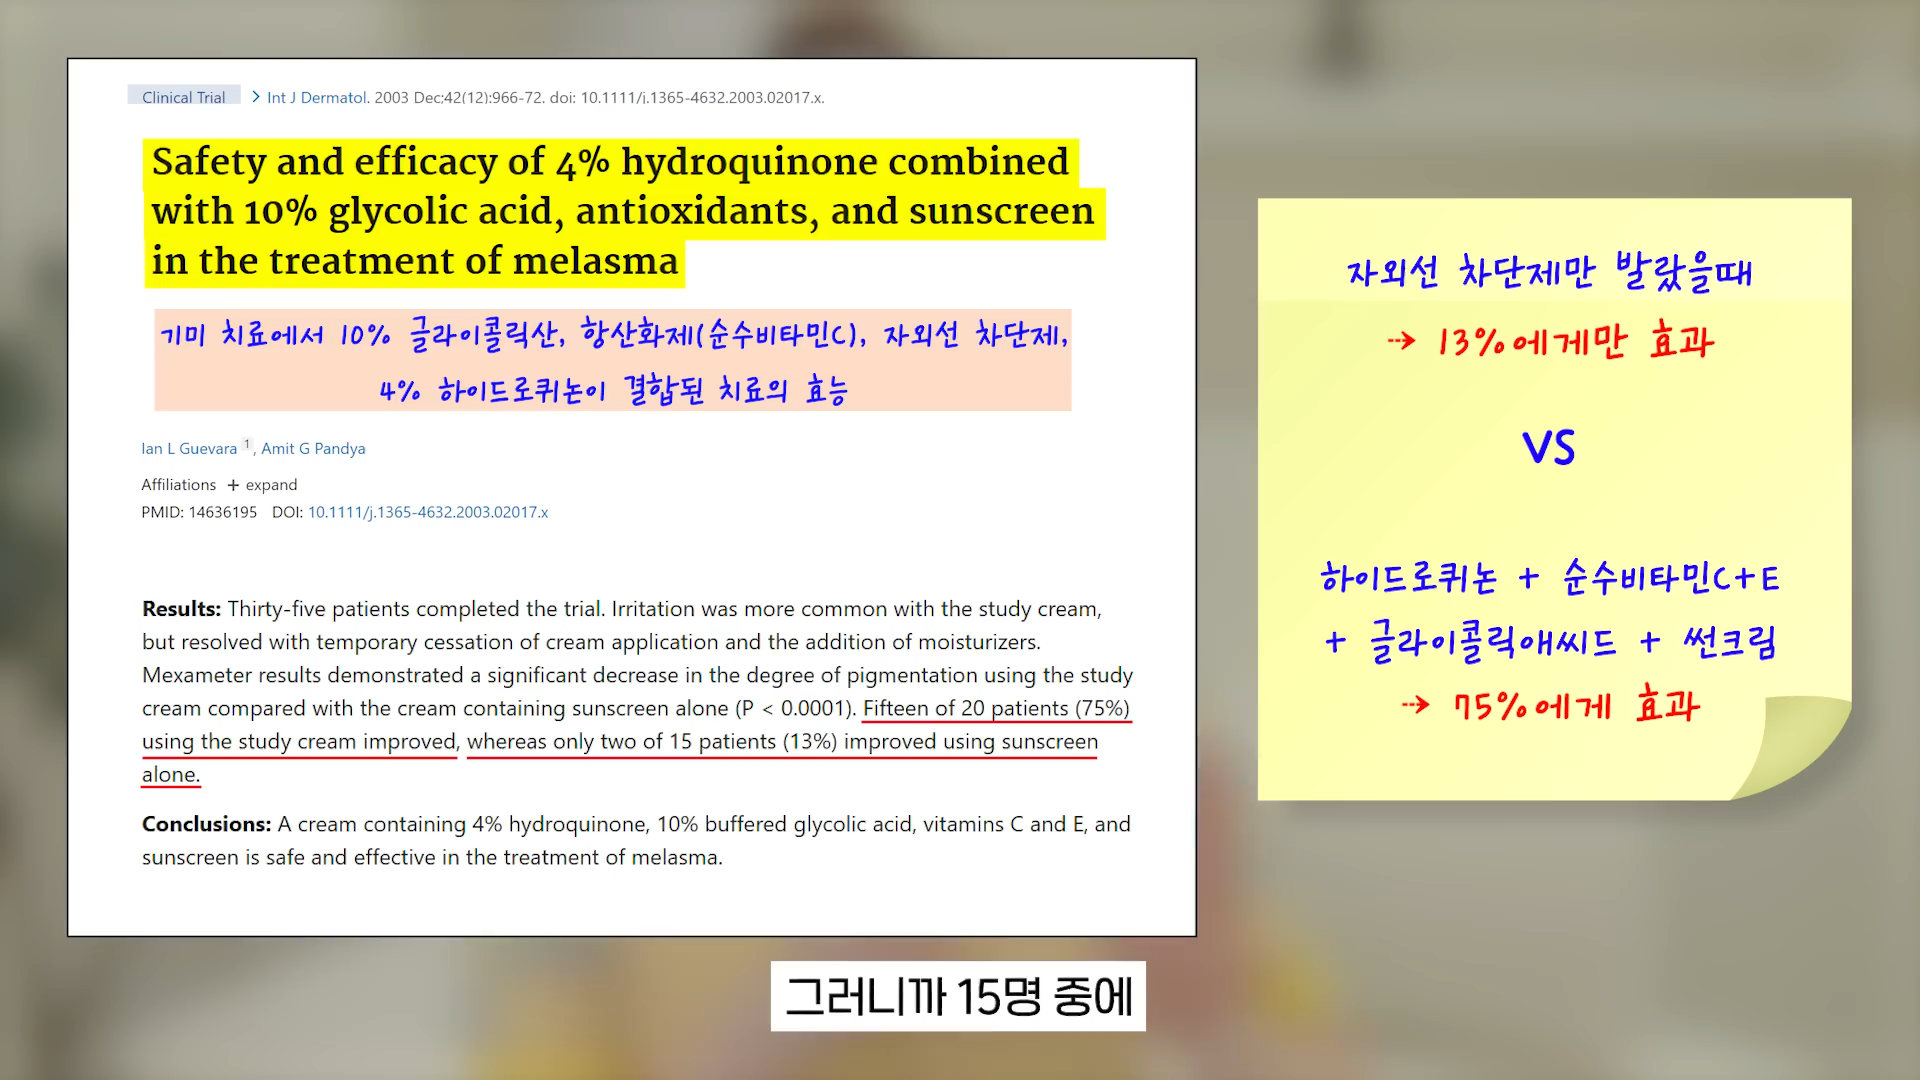 Clinical Trial > Int J Dermatol. 2003 Dec;42(12):966-72. doi: 10.1111/j.1365-4632.2003.02017.x.
Safety and efficacy of 4% hydroquinone combined
with 10% glycolic acid, antioxidants, and sunscreen
in the treatment of melasma
기미 치료에서 10% 글라이콜릭산, 항산화제(순수비타민C), 자외선 차단제,
4% 하이드로퀴논이 결합된 치료의 효능
Ian L Guevara 1, Amit G Pandya
Affiliations + expand
PMID: 14636195 DOI: 10.1111/j.1365-4632.2003.02017.x
Results: Thirty-five patients completed the trial. Irritation was more common with the study cream,
but resolved with temporary cessation of cream application and the addition of moisturizers.
Mexameter results demonstrated a significant decrease in the degree of pigmentation using the study
cream compared with the cream containing sunscreen alone (P < 0.0001). Fifteen of 20 patients (75%)
using the study cream improved, whereas only two of 15 patients (13%) improved using sunscreen
alone.
Conclusions: A cream containing 4% hydroquinone, 10% buffered glycolic acid, vitamins C and E, and
sunscreen is safe and effective in the treatment of melasma.
자외선 차단제만 발랐을때
→ 13%에게만 효과
VS
하이드로퀴논 + 순수비타민C+E
+ 글라이콜릭애씨드 + 썬크림
→ 75%에게 효과
그러니까 15명 중에